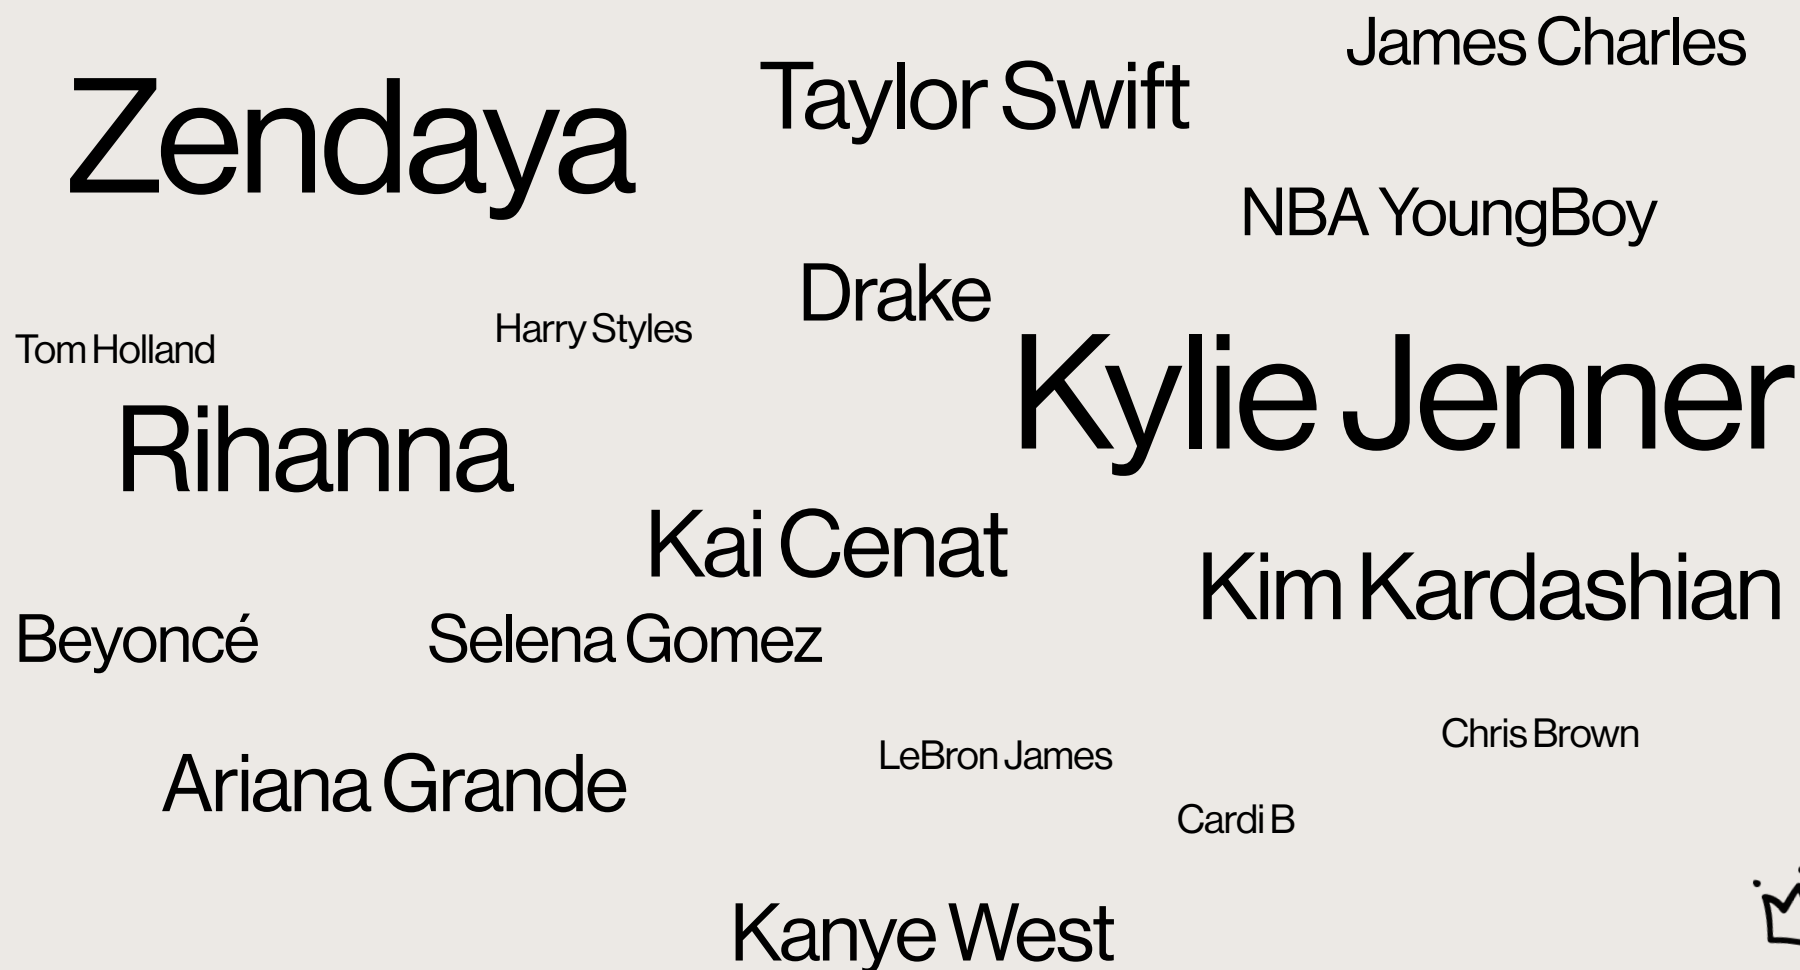 James Charles
Taylor Swift
Zendaya
NBA YoungBoy
Drake
Harry Styles
Tom Holland
Kylie Jenner
Rihanna
Kai Cenat
Kim Kardashian
Beyoncé
Selena Gomez
Chris Brown
LeBron James
Ariana Grande
Cardi B
Kanye West